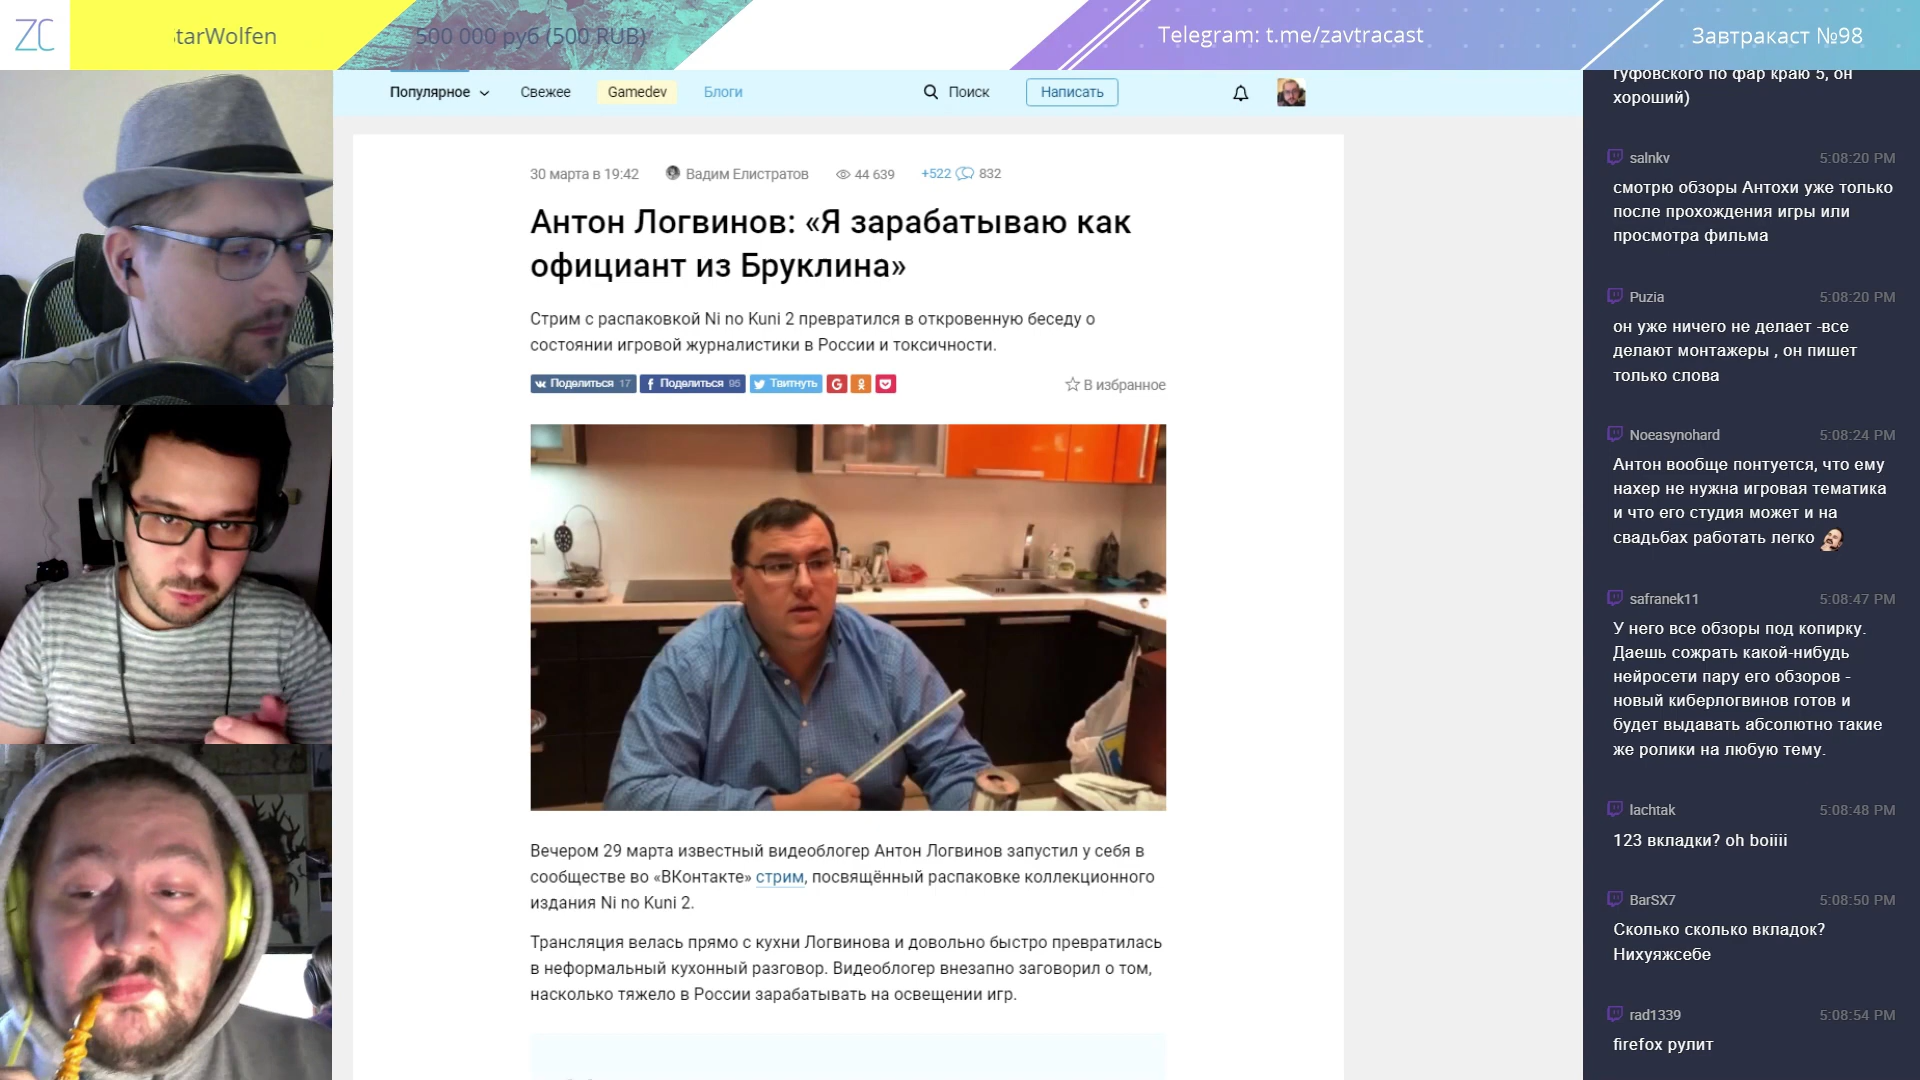 ZC
tarWolfen
500 000 руб (500 RUB)
Telegram: t.me/zavtracast
Завтракаст №98
Популярное
Свежее
Gamedev
Блоги
Поиск
Написать
30 марта в 19:42
Вадим Елистратов
44 639
+522
832
Антон Логвинов: «Я зарабатываю как
официант из Бруклина»
Стрим с распаковкой Ni no Kuni 2 превратился в откровенную беседу о
состоянии игровой журналистики в России и токсичности.
Поделиться 17
Поделиться 95
Твитнуть
В избранное
Вечером 29 марта известный видеоблогер Антон Логвинов запустил у себя в
сообществе во «ВКонтакте» стрим, посвящённый распаковке коллекционного
издания Ni no Kuni 2.
Трансляция велась прямо с кухни Логвинова и довольно быстро превратилась
в неформальный кухонный разговор. Видеоблогер внезапно заговорил о том,
насколько тяжело в России зарабатывать на освещении игр.
гуфовского по фар краю 5, он
хороший)
salnkv 5:08:20 PM
смотрю обзоры Антохи уже только
после прохождения игры или
просмотра фильма
Puzia 5:08:20 PM
он уже ничего не делает -все
делают монтажеры , он пишет
только слова
Noeasynohard 5:08:24 PM
Антон вообще понтуется, что ему
нахер не нужна игровая тематика
и что его студия может и на
свадьбах работать легко
safranek11 5:08:47 PM
У него все обзоры под копирку.
Даешь сожрать какой-нибудь
нейросети пару его обзоров -
новый киберлогвинов готов и
будет выдавать абсолютно такие
же ролики на любую тему.
lachtak 5:08:48 PM
123 вкладки? oh boiiii
BarSX7 5:08:50 PM
Сколько сколько вкладок?
Нихуяжсебе
rad1339 5:08:54 PM
firefox рулит